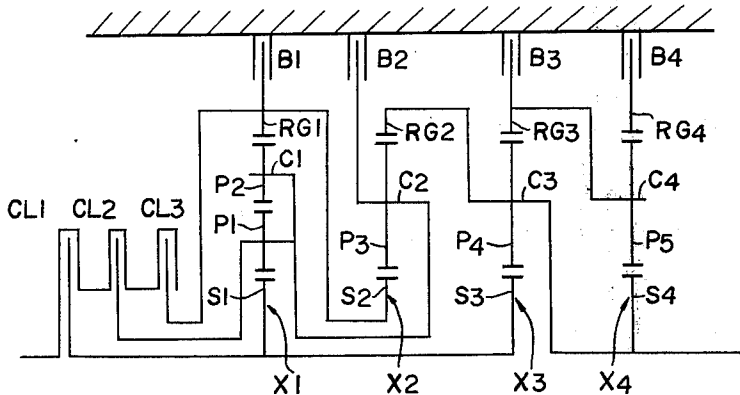 B1 B2 B3 B4
RG1 RG2 RG3 RG4
C1
P2 C2 C3 C4
CL1 CL2 CL3 P1
P3 P4 P5
S1 S2 S3 S4
X1 X2 X3 X4